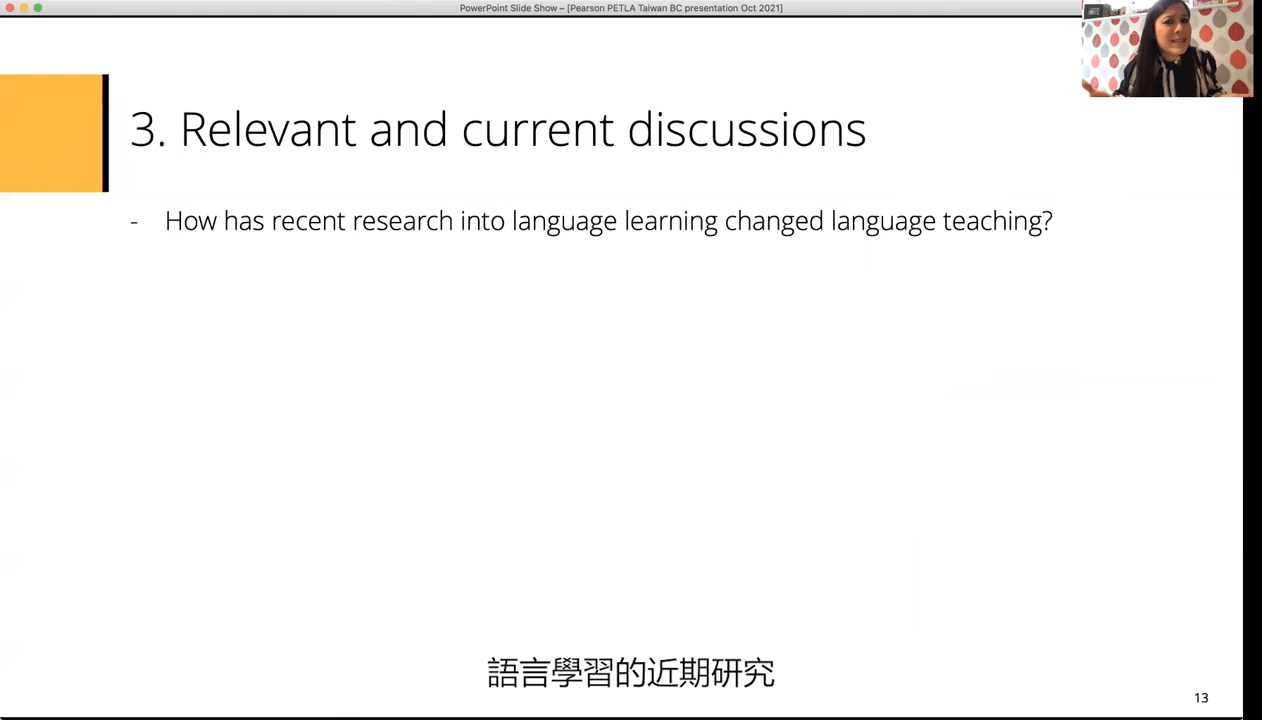 PowerPoint Slide Show – [Pearson PETLA Taiwan BC presentation Oct 2021]
3. Relevant and current discussions
- How has recent research into language learning changed language teaching?
語言學習的近期研究
13